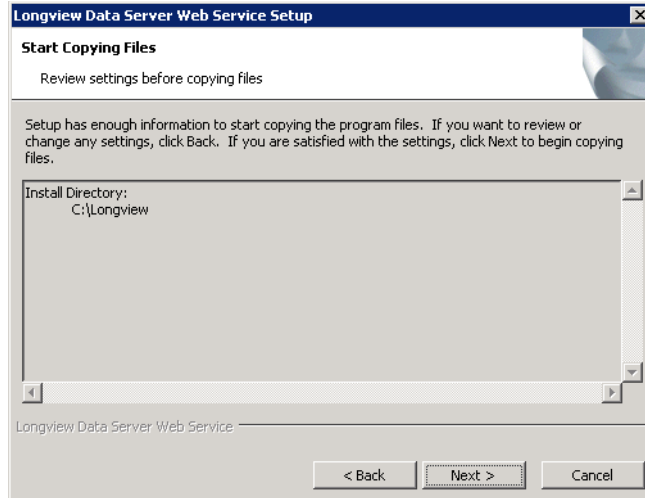 Longview Data Server Web Service Setup
Start Copying Files
Review settings before copying files
Setup has enough information to start copying the program files. If you want to review or
change any settings, click Back. If you are satisfied with the settings, click Next to begin copying
files.
Install Directory:
C:\Longview
Longview Data Server Web Service
< Back
Next >
Cancel